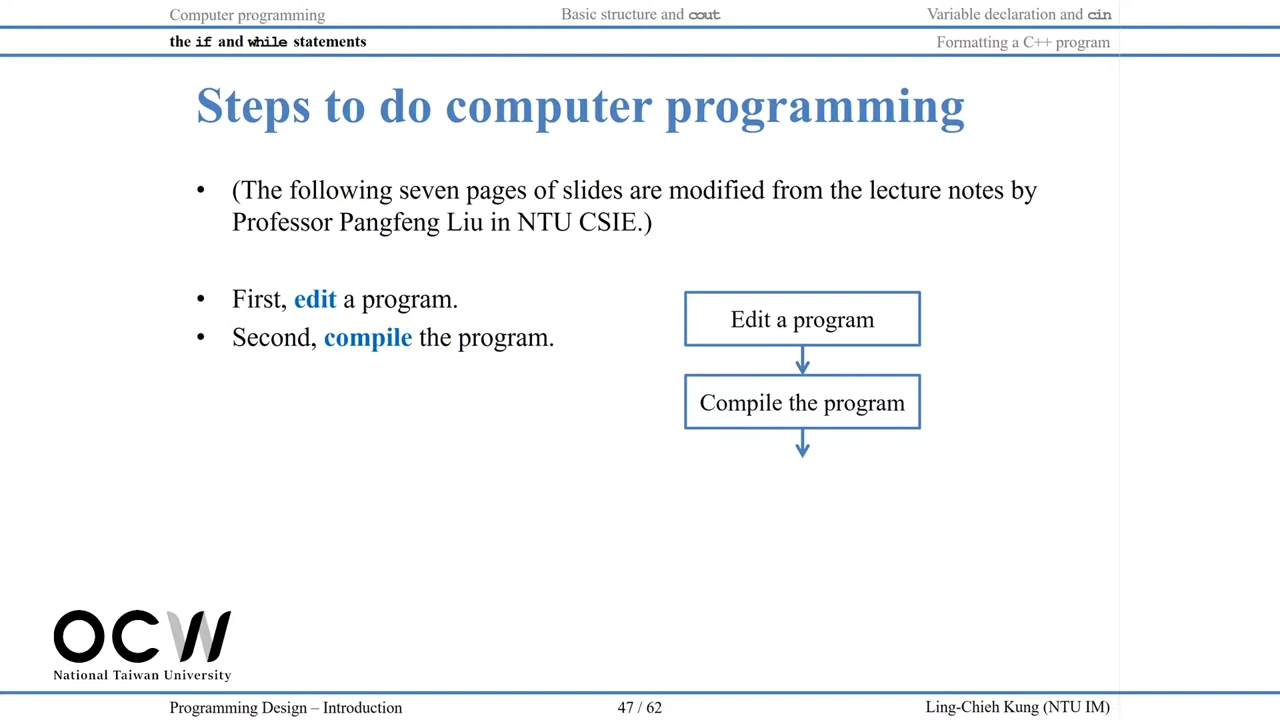 Computer programming
Basic structure and cout
Variable declaration and cin
the if and while statements
Formatting a C++ program
Steps to do computer programming
• (The following seven pages of slides are modified from the lecture notes by
Professor Pangfeng Liu in NTU CSIE.)
• First, edit a program.
• Second, compile the program.
Edit a program
Compile the program
OCW
National Taiwan University
Programming Design – Introduction
47 / 62
Ling-Chieh Kung (NTU IM)